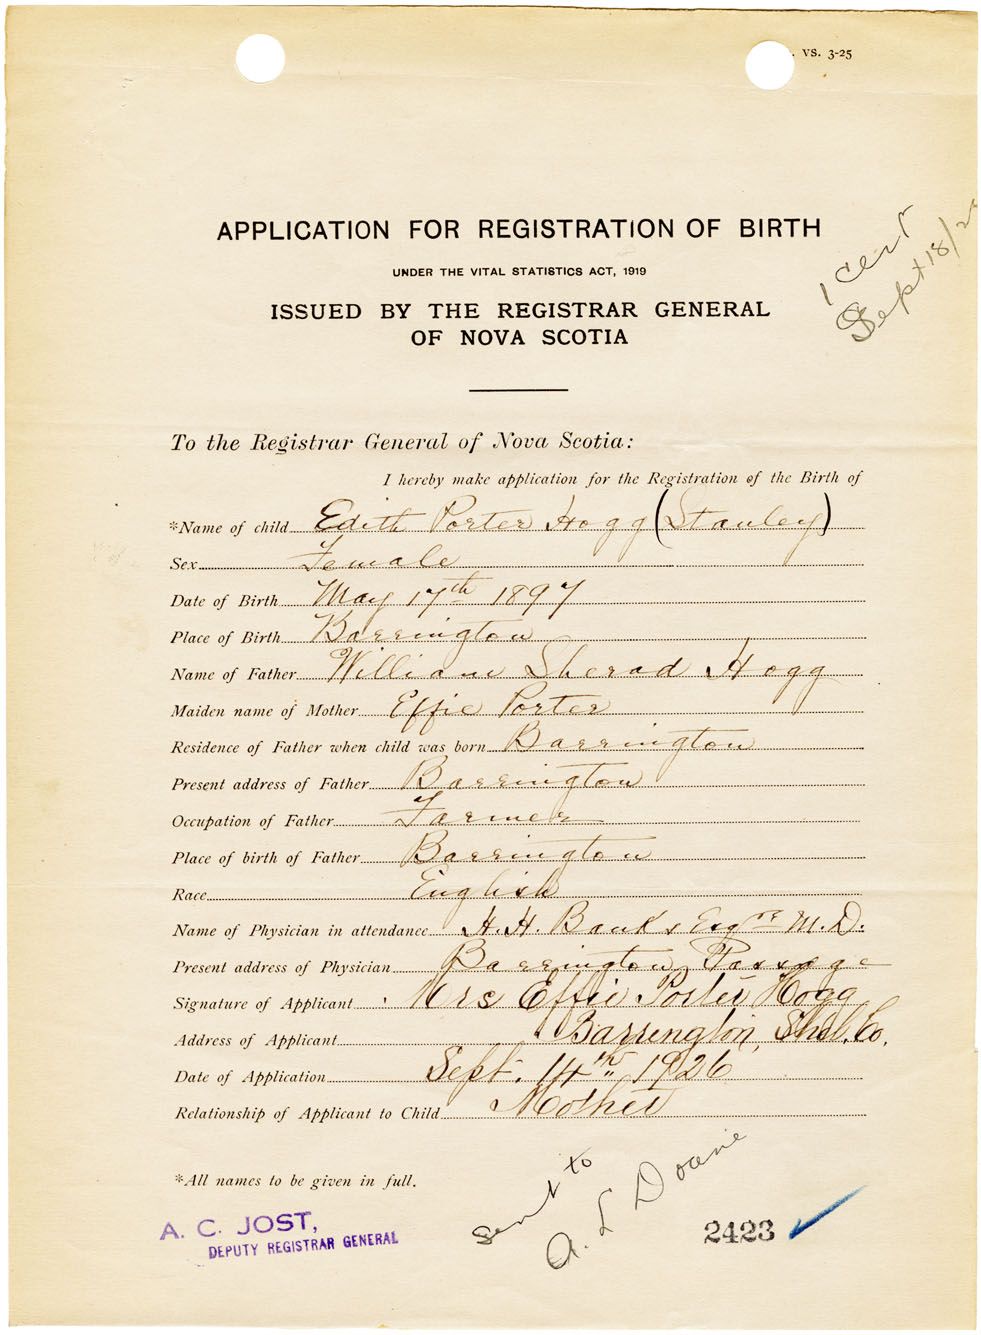 . VS. 3-25
APPLICATION FOR REGISTRATION OF BIRTH
UNDER THE VITAL STATISTICS ACT, 1919
ISSUED BY THE REGISTRAR GENERAL
OF NOVA SCOTIA
1 cert
Sept 18/2
To the Registrar General of Nova Scotia:
I hereby make application for the Registration of the Birth of
*Name of child Edith Porter Hogg (Stanley)
Sex Female
Date of Birth May 17th 1897
Place of Birth Barrington
Name of Father William Sherad Hogg
Maiden name of Mother Effie Porter
Residence of Father when child was born Barrington
Present address of Father Barrington
Occupation of Father Farmer
Place of birth of Father Barrington
Race English
Name of Physician in attendance H. H. Banks Esqre M. D.
Present address of Physician Barrington Passage
Signature of Applicant Mrs Effie Porter Hogg
Address of Applicant Barrington, Shel. Co.
Date of Application Sept. 14th 1926
Relationship of Applicant to Child Mother
*All names to be given in full.
sent to
A. L Doane
A. C. JOST,
DEPUTY REGISTRAR GENERAL
2423